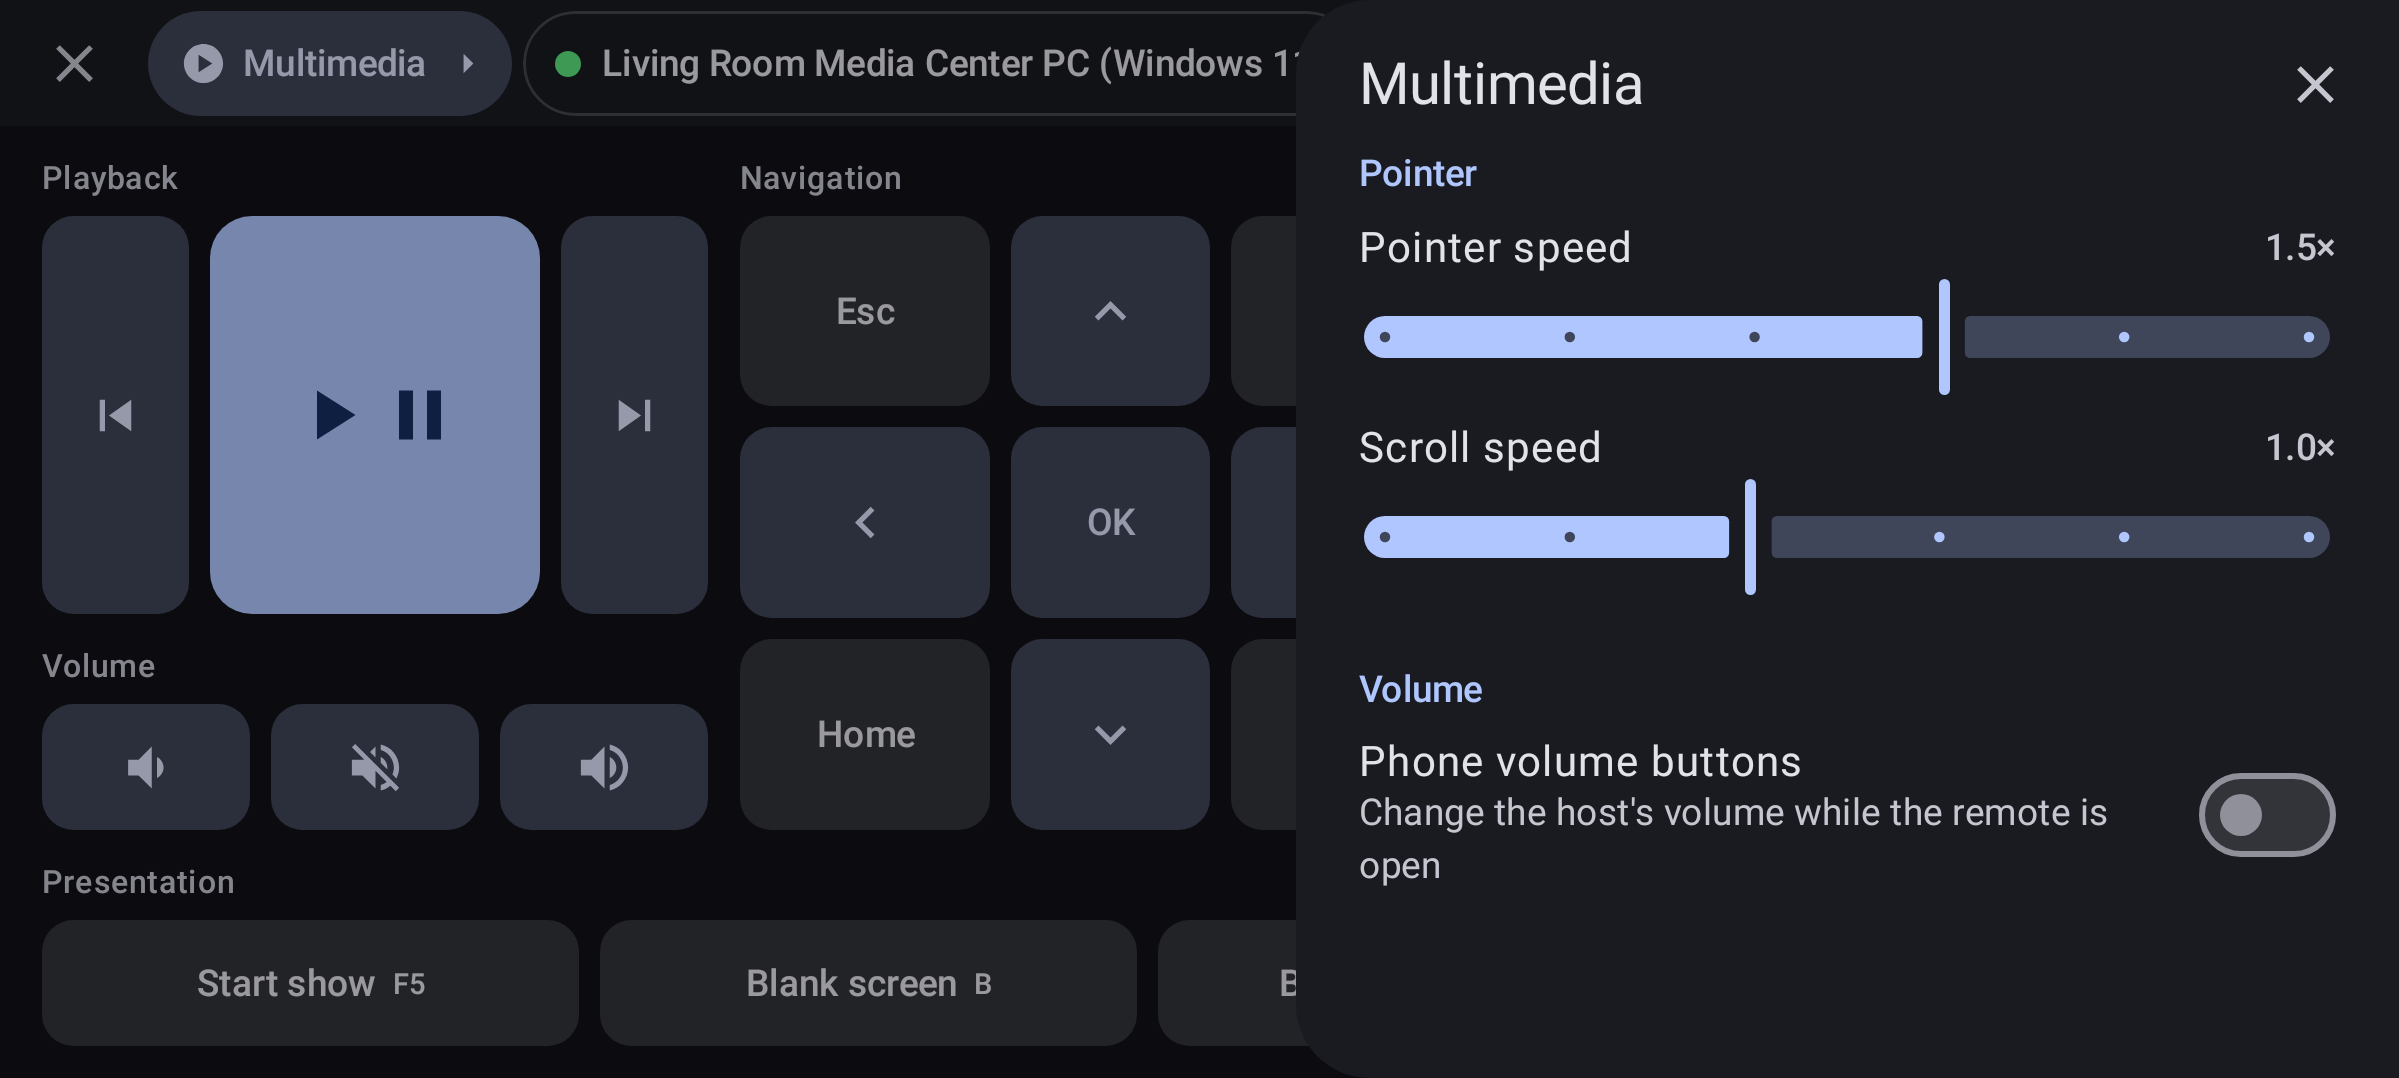 Multimedia
Living Room Media Center PC (Windows 11
Playback
Navigation
Esc
OK
Home
Volume
Presentation
Start show F5
Blank screen B
B
Multimedia
Pointer
Pointer speed
1.5×
Scroll speed
1.0×
Volume
Phone volume buttons
Change the host's volume while the remote is
open